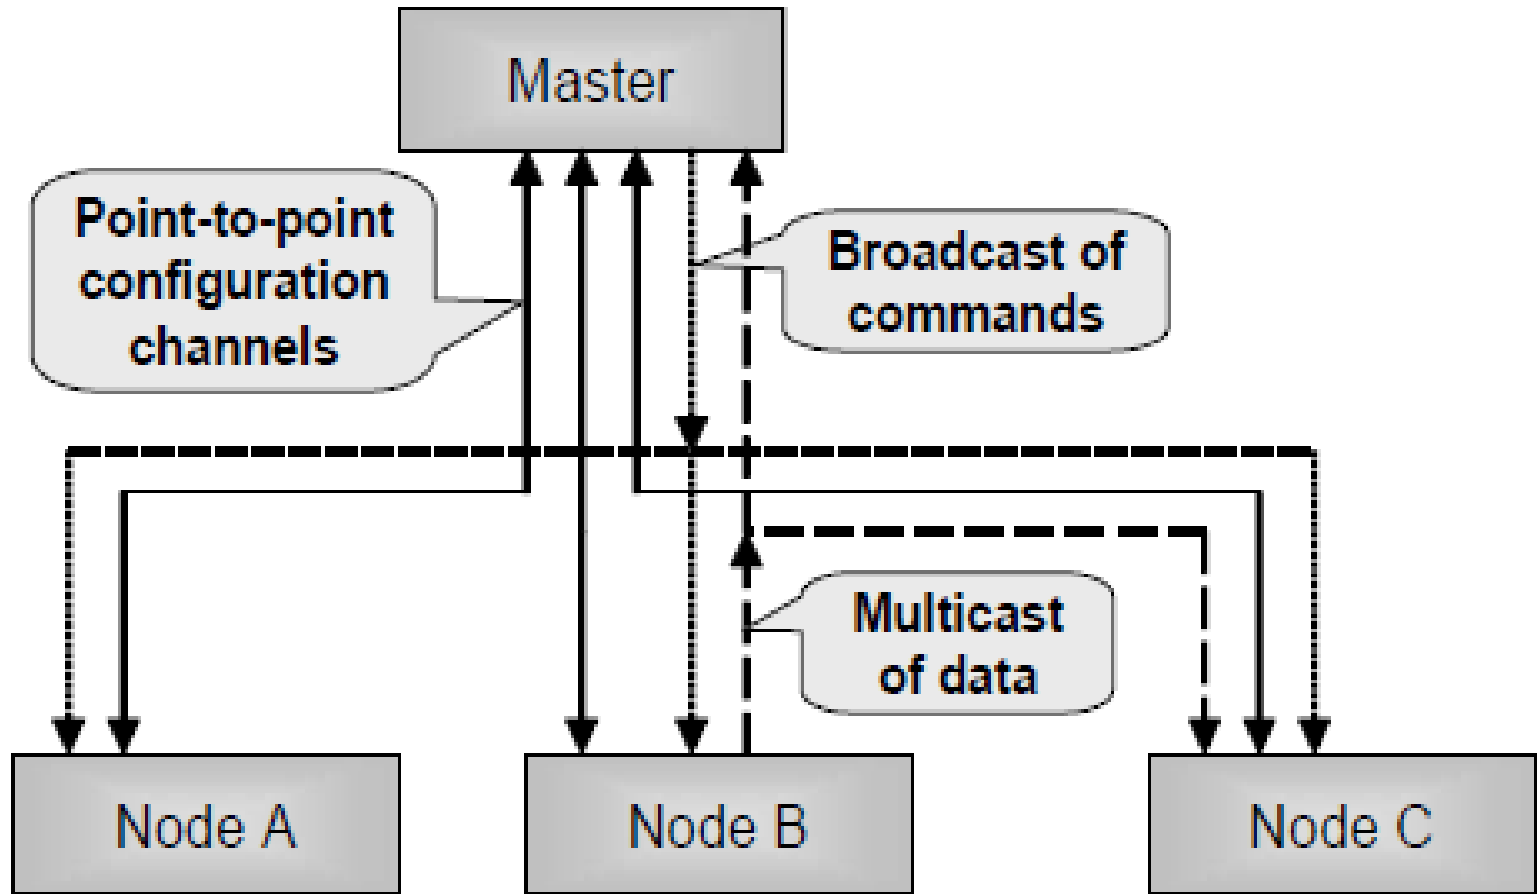 Master
Point-to-point
configuration
channels
Broadcast of
commands
Multicast
of data
Node A
Node B
Node C